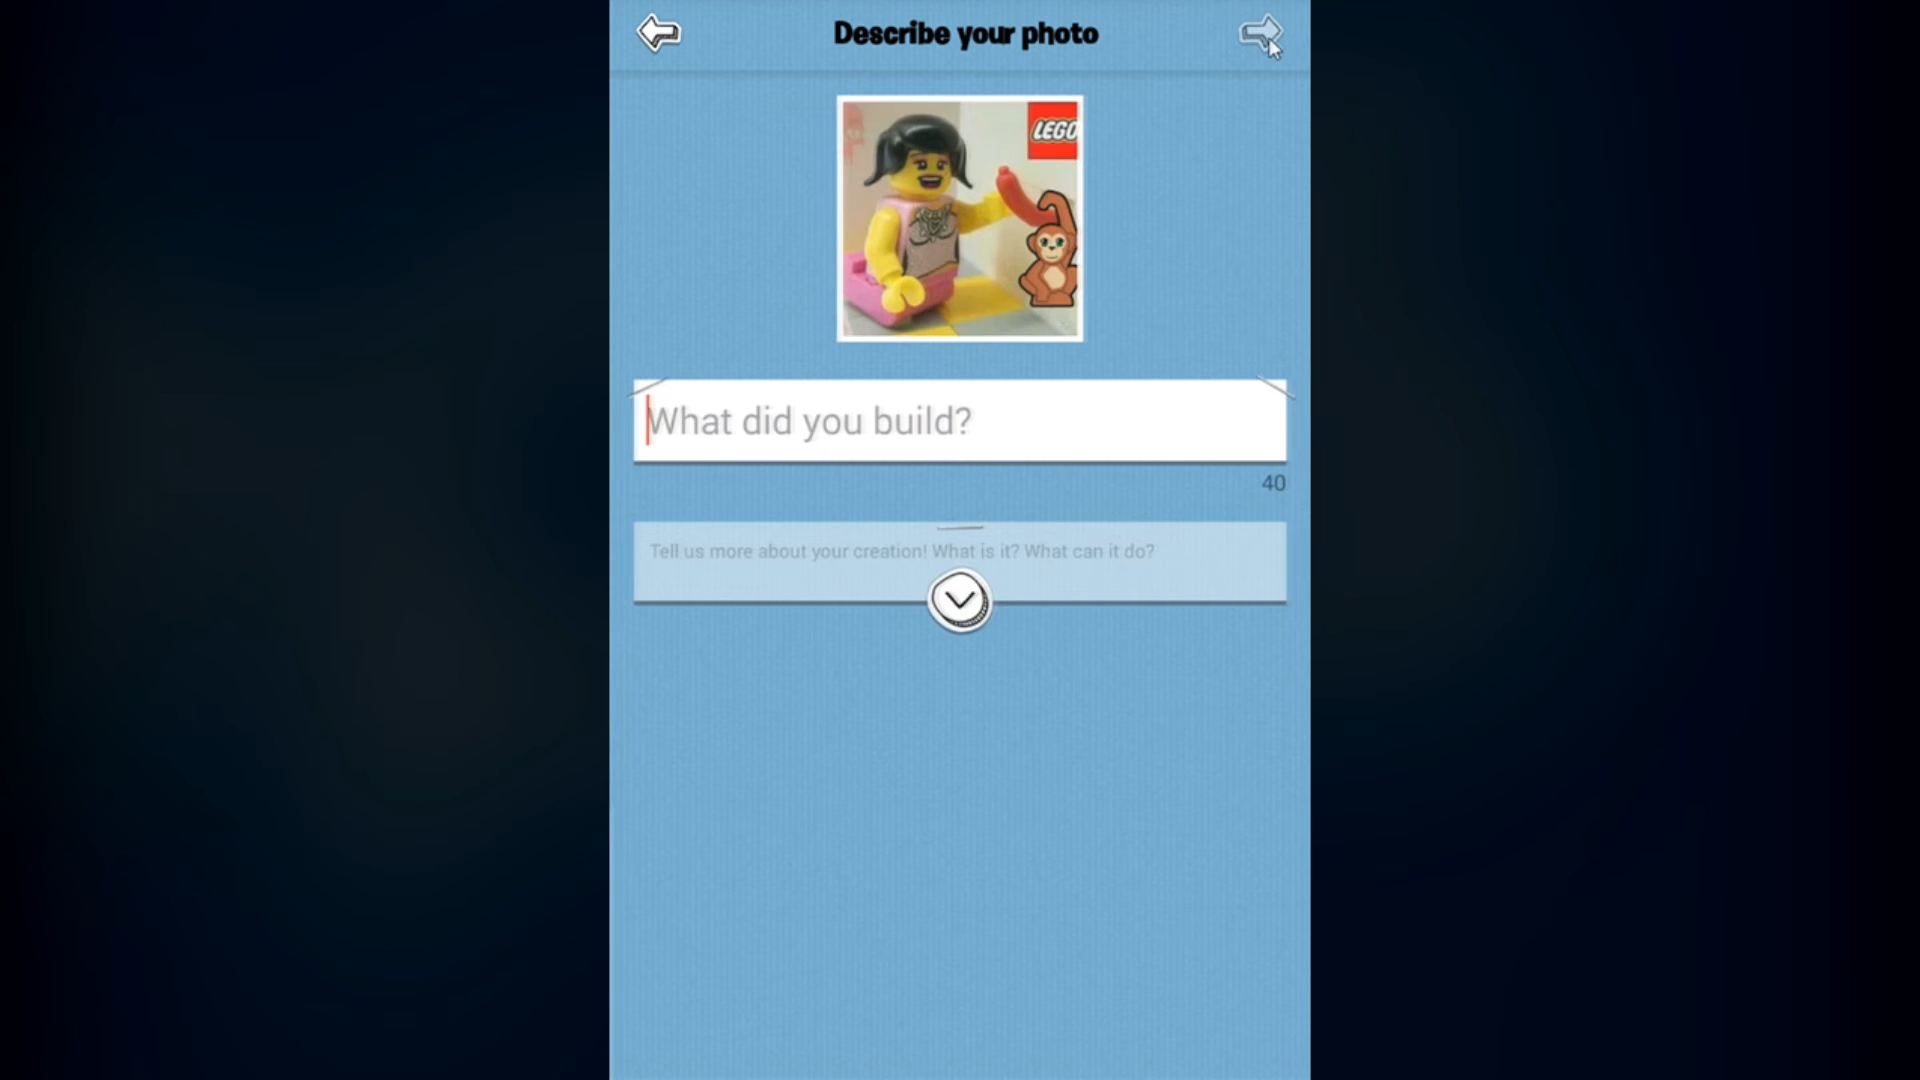 Describe your photo
LEGO
What did you build?
40
Tell us more about your creation! What is it? What can it do?